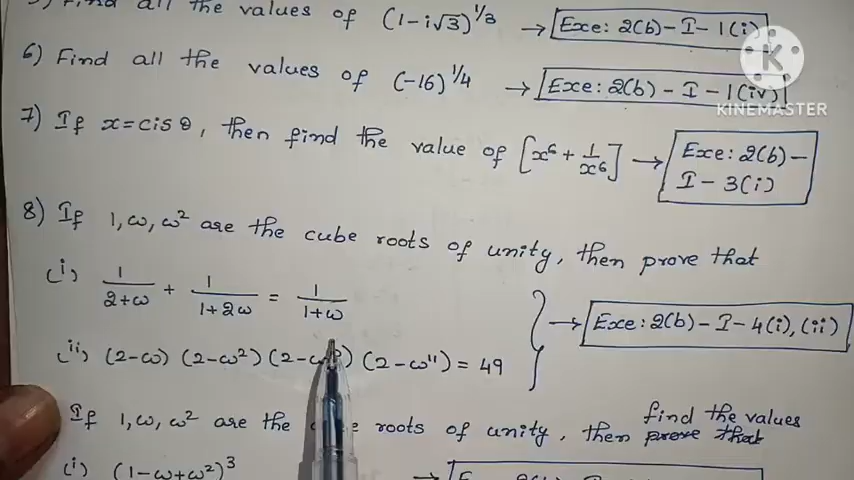 5) Find all the values of (1-i√3)^1/3 → Exe: 2(b)-I-1(i)
6) Find all the values of (-16)^1/4 → Exe: 2(b)-I-1(iv)
KINEMASTER
7) If x=cis θ, then find the value of [x⁶ + 1/x⁶] → Exe: 2(b)-
I-3(i)
8) If 1, ω, ω² are the cube roots of unity, then prove that
(i) 1/(2+ω) + 1/(1+2ω) = 1/(1+ω)
→ Exe: 2(b)-I-4(i),(ii)
(ii) (2-ω) (2-ω²) (2-ω ) (2-ω¹¹) = 49
find the values
If 1, ω, ω² are the roots of unity, then prove that
(i) (1-ω+ω²)³